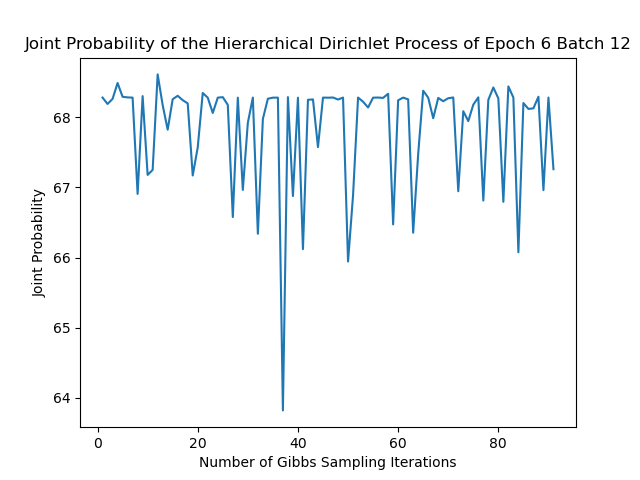 Joint Probability of the Hierarchical Dirichlet Process of Epoch 6 Batch 12
68
67
66
65
64
Joint Probability
0 20 40 60 80
Number of Gibbs Sampling Iterations